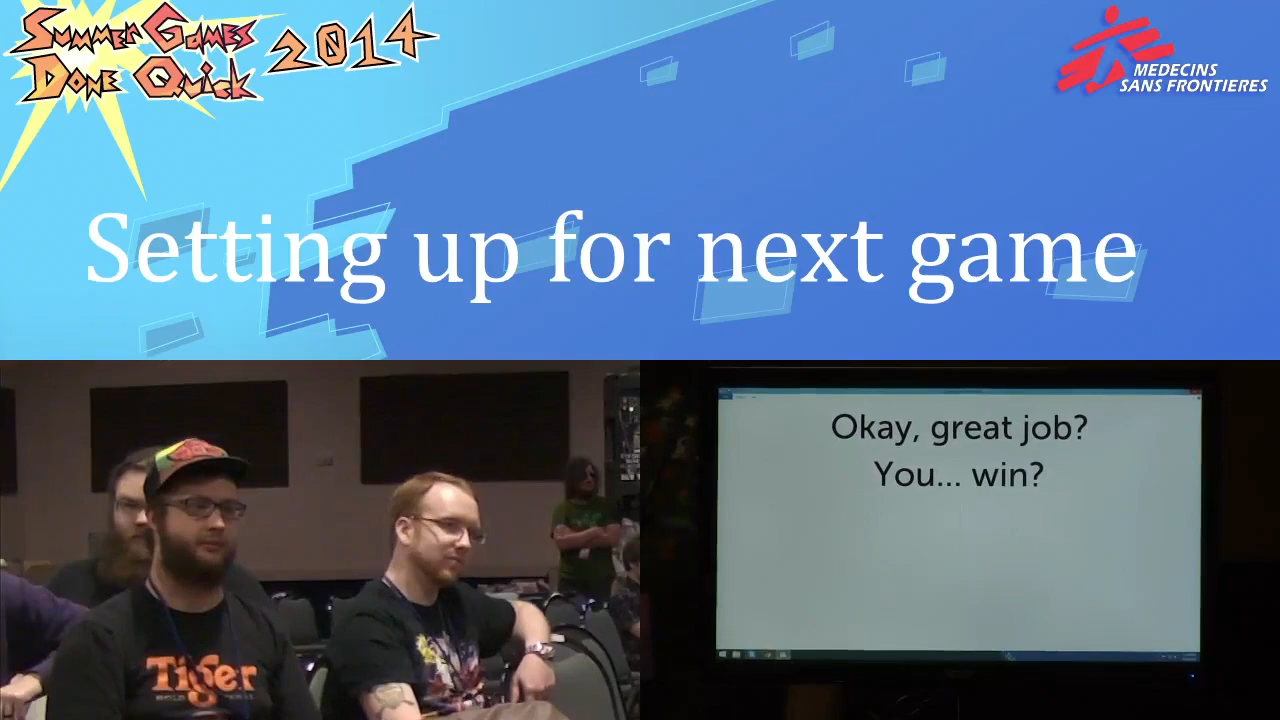 Summer Games
Done Quick
2014
MEDECINS
SANS FRONTIERES
Setting up for next game
Okay, great job?
You... win?
Tiger